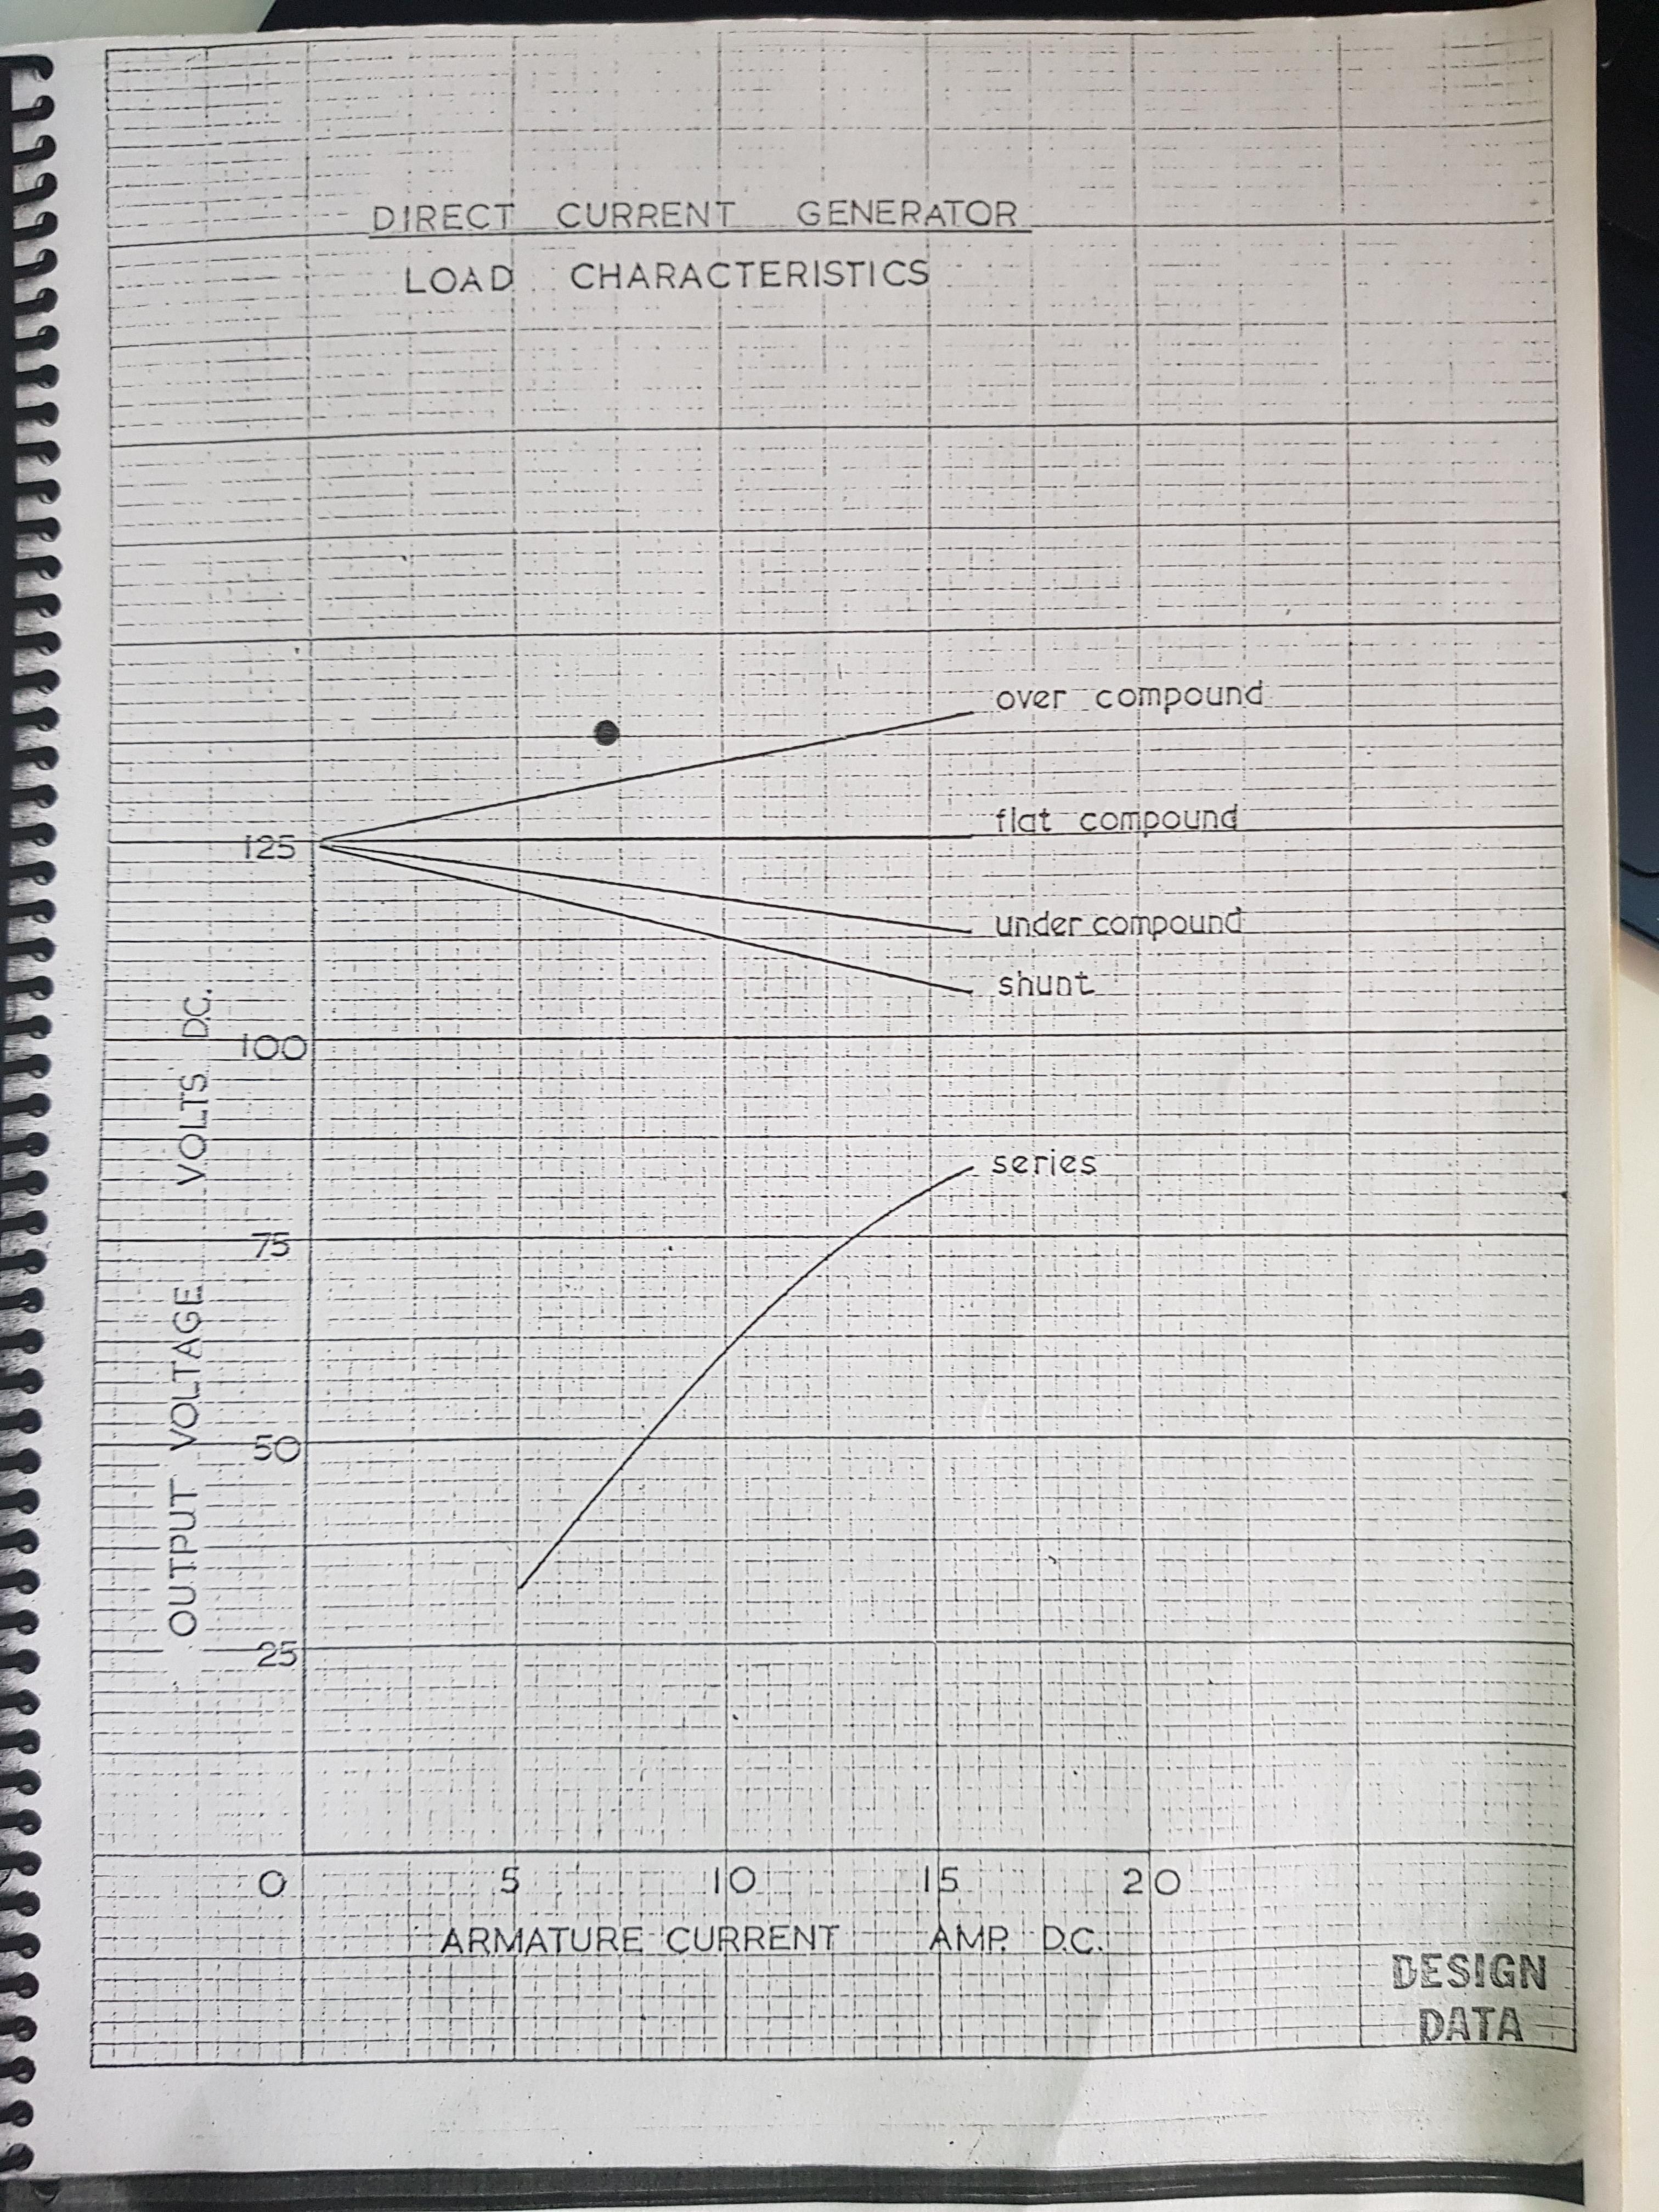 DIRECT CURRENT GENERATOR
LOAD CHARACTERISTICS
over compound
flat compound
125
under compound
shunt
100
series
75
50
25
OUTPUT VOLTAGE VOLTS DC.
0 5 10 15 20
ARMATURE CURRENT AMP. D.C.
DESIGN
DATA